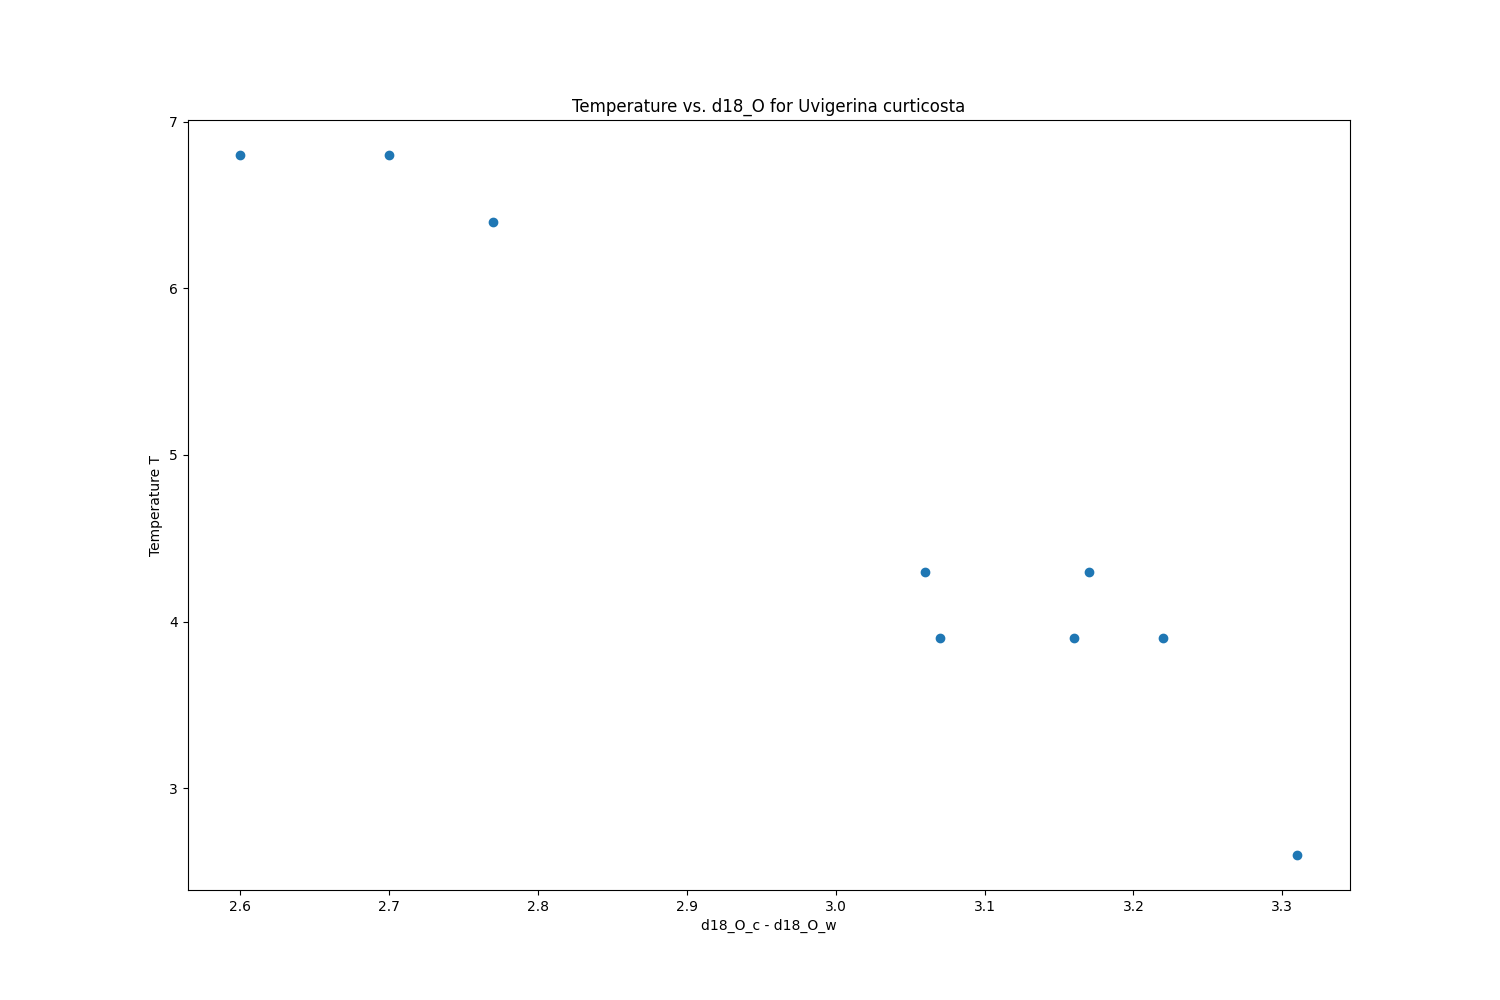 Temperature vs. d18_O for Uvigerina curticosta
7
6
5
4
3
Temperature T
2.6 2.7 2.8 2.9 3.0 3.1 3.2 3.3
d18_O_c - d18_O_w